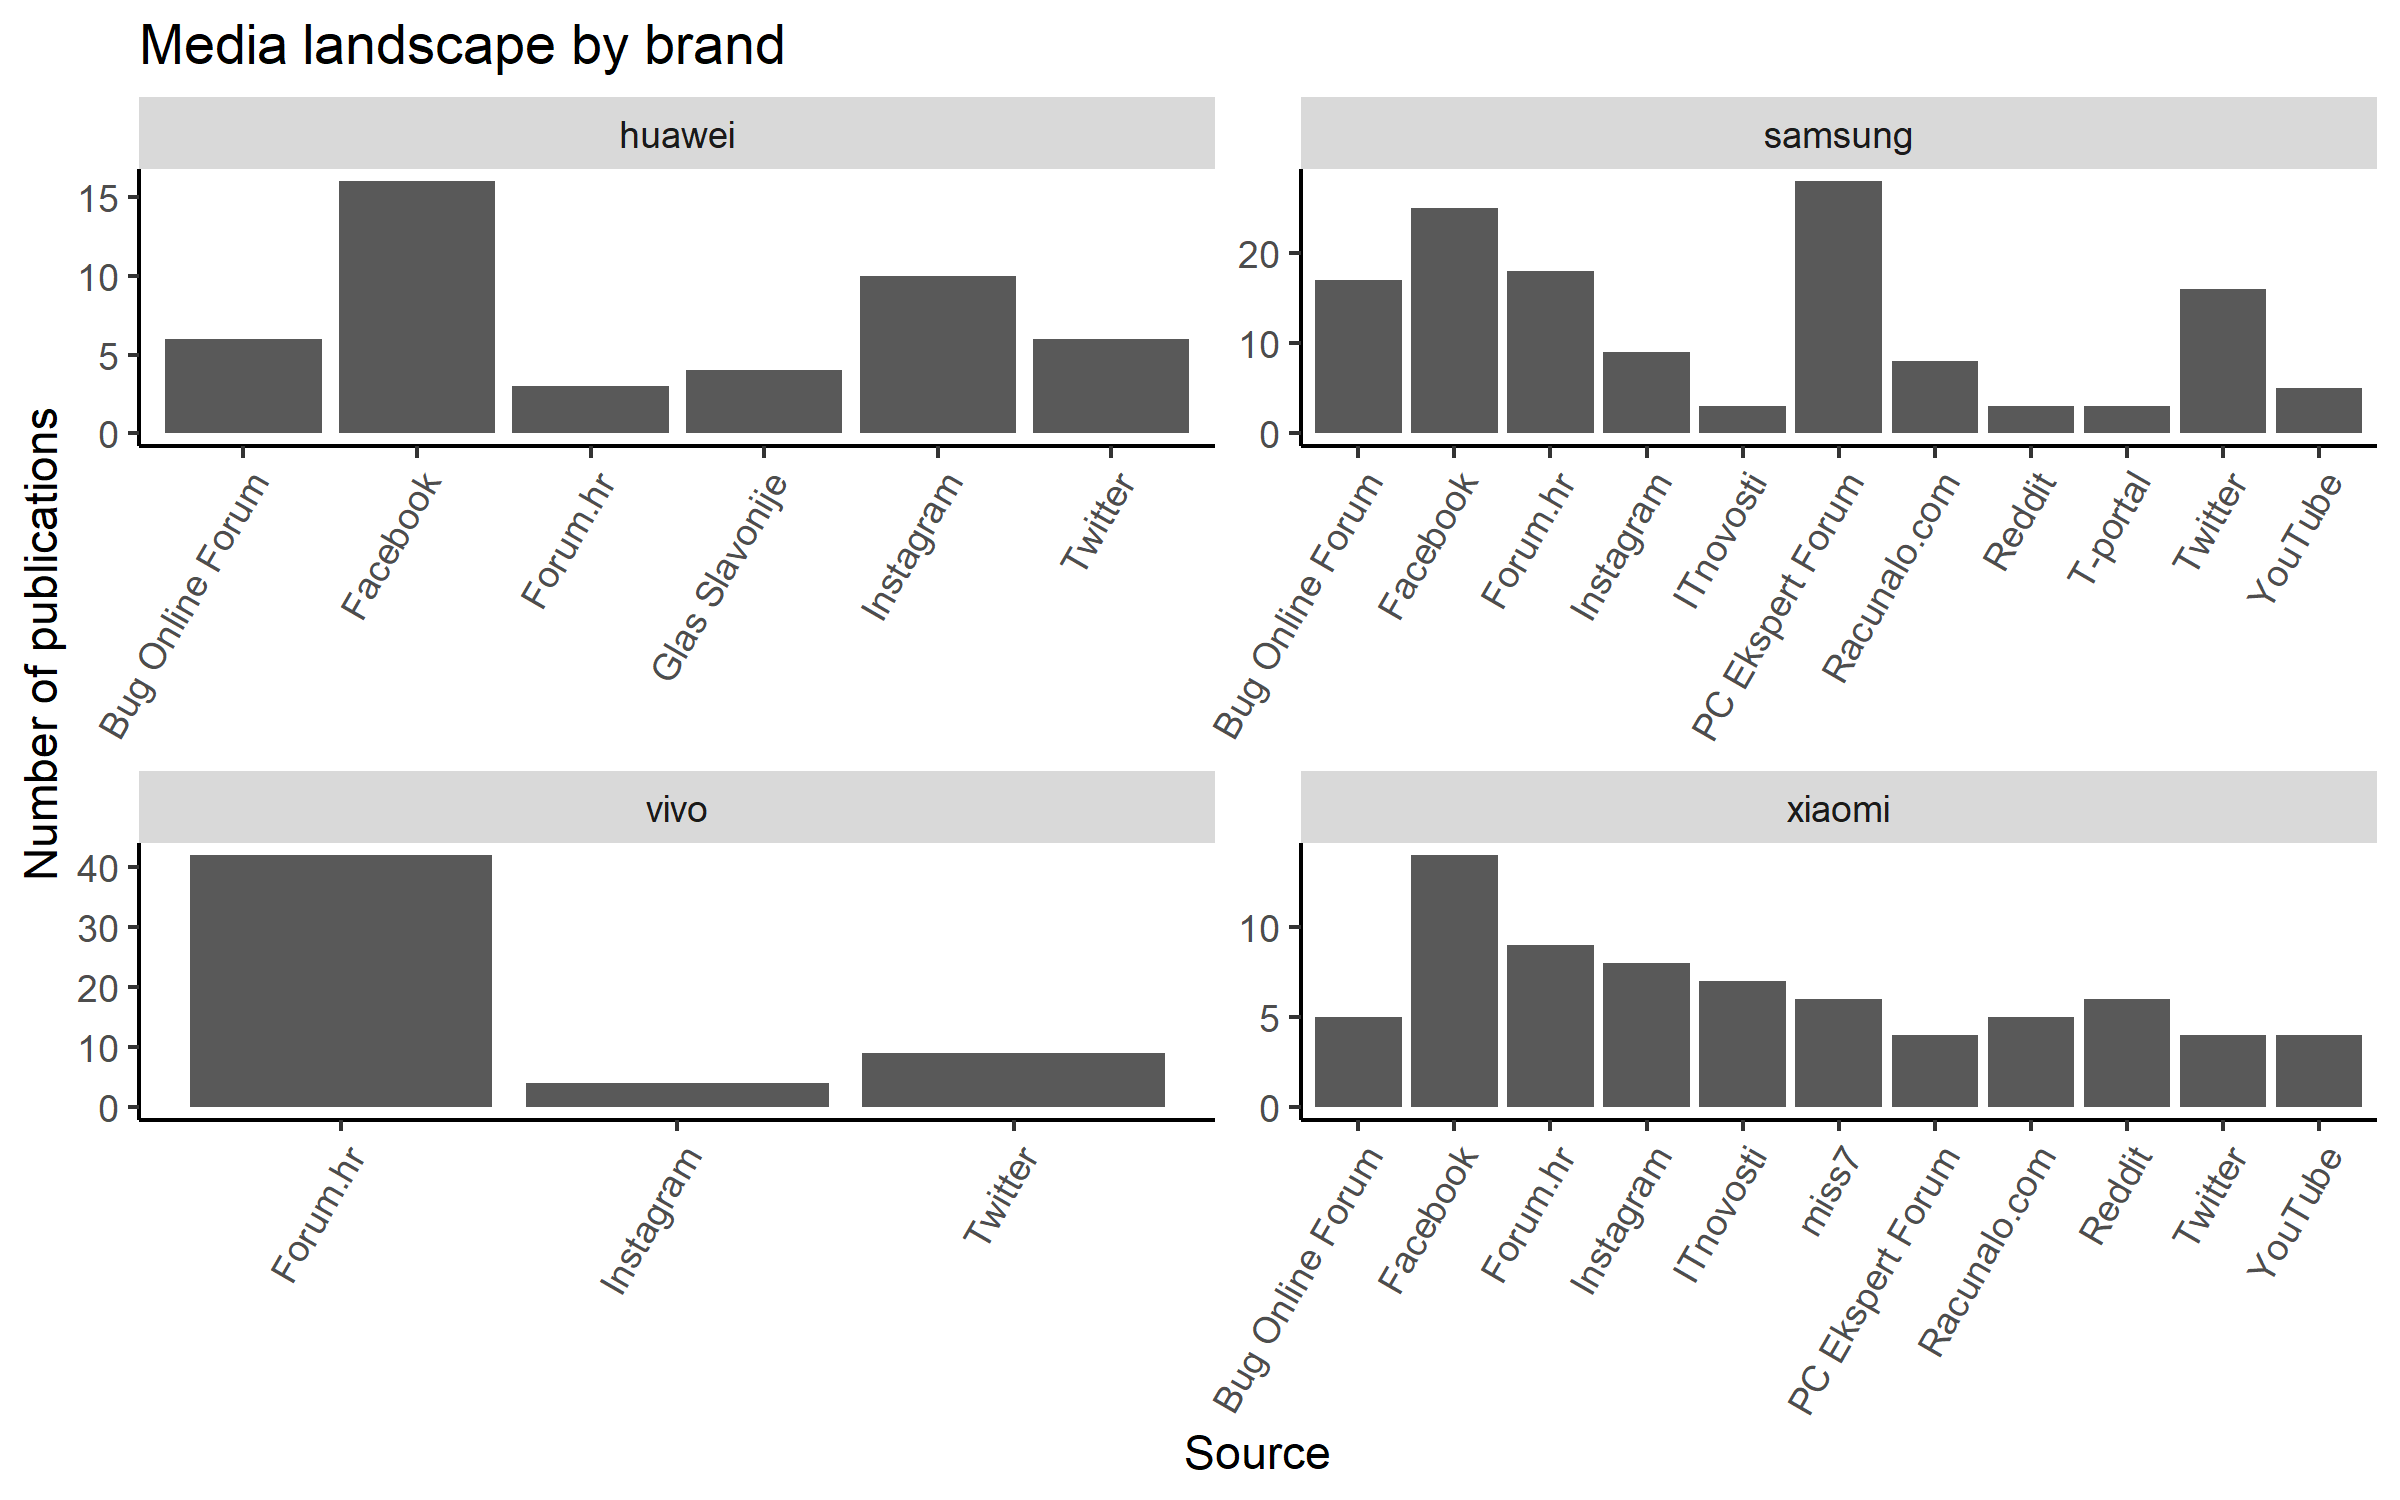 Media landscape by brand
Number of publications
huawei
15
10
5
0
Bug Online Forum
Facebook
Forum.hr
Glas Slavonije
Instagram
Twitter
samsung
20
10
0
Bug Online Forum
Facebook
Forum.hr
Instagram
ITnovosti
PC Ekspert Forum
Racunalo.com
Reddit
T-portal
Twitter
YouTube
vivo
40
30
20
10
0
Forum.hr
Instagram
Twitter
xiaomi
10
5
0
Bug Online Forum
Facebook
Forum.hr
Instagram
ITnovosti
miss7
PC Ekspert Forum
Racunalo.com
Reddit
Twitter
YouTube
Source